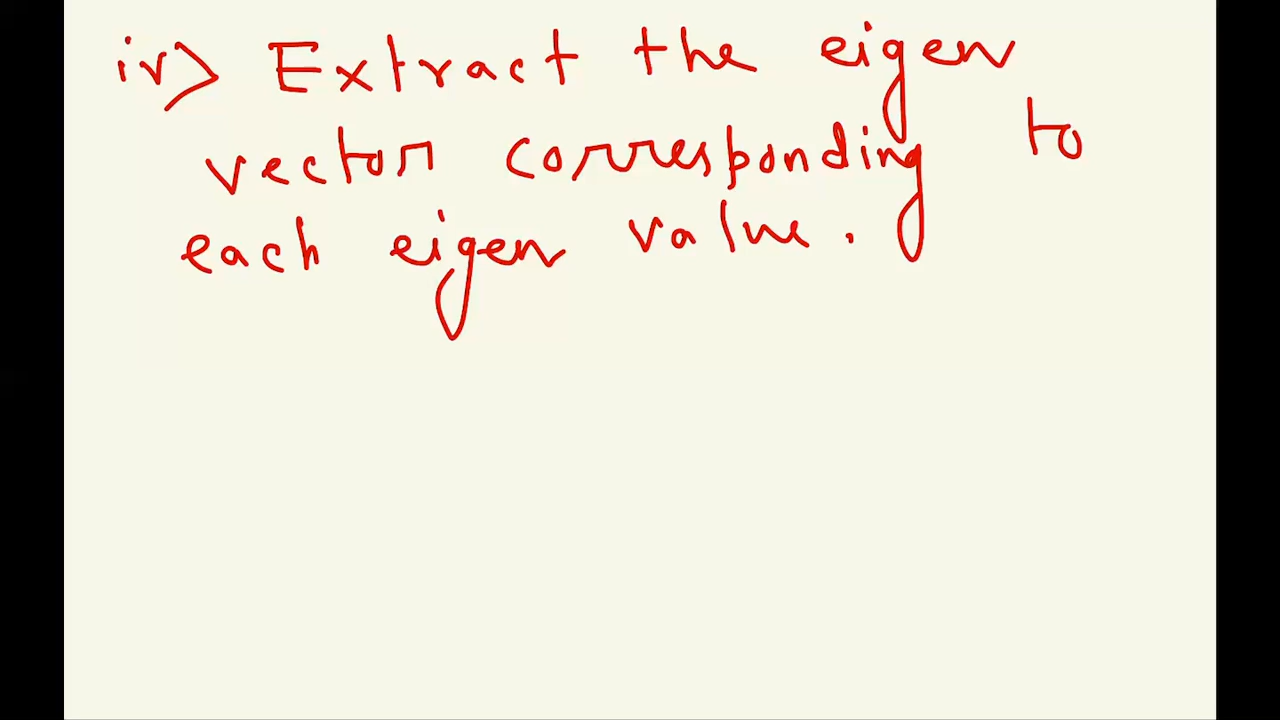 iv> Extract the eigen
vector corresponding to
each eigen value.